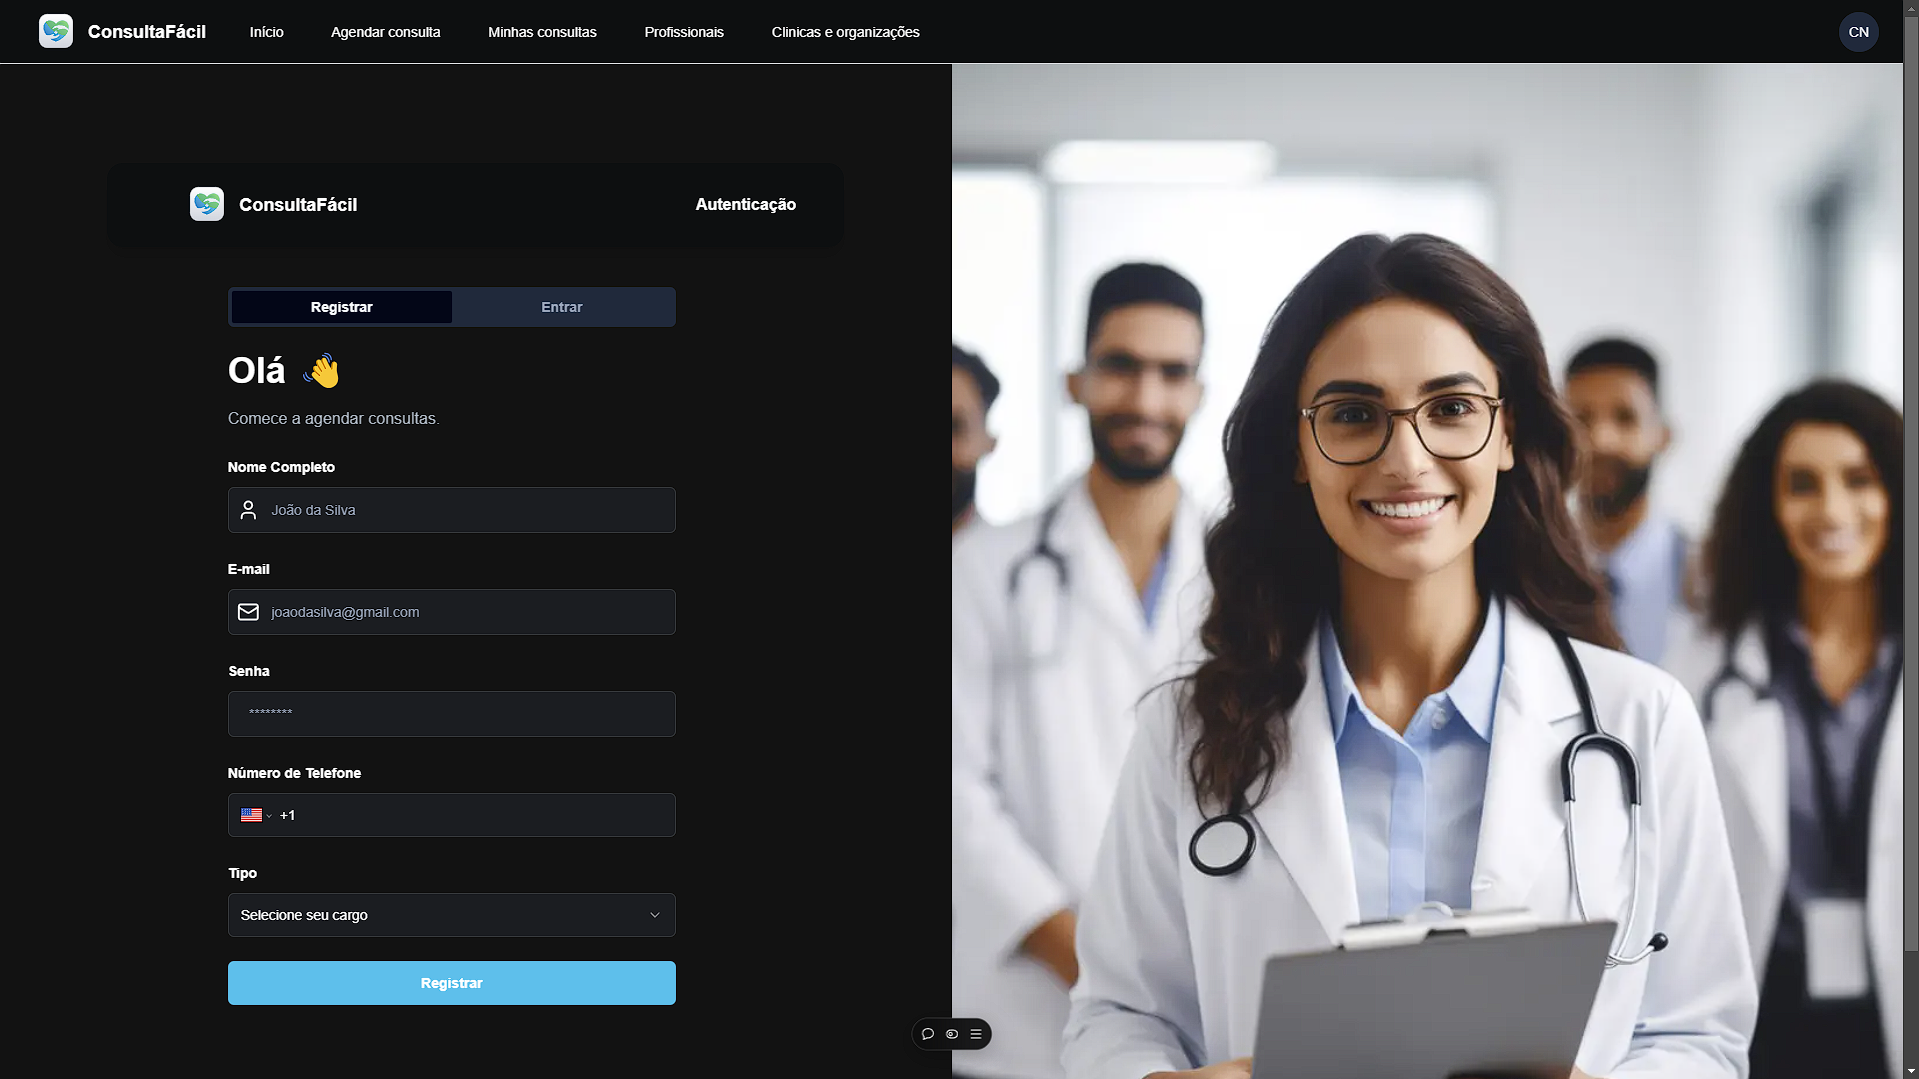 ConsultaFácil
Início
Agendar consulta
Minhas consultas
Profissionais
Clinicas e organizações
CN
ConsultaFácil
Autenticação
Registrar
Entrar
Olá 👋
Comece a agendar consultas.
Nome Completo
João da Silva
E-mail
joaodasilva@gmail.com
Senha
********
Número de Telefone
+1
Tipo
Selecione seu cargo
Registrar